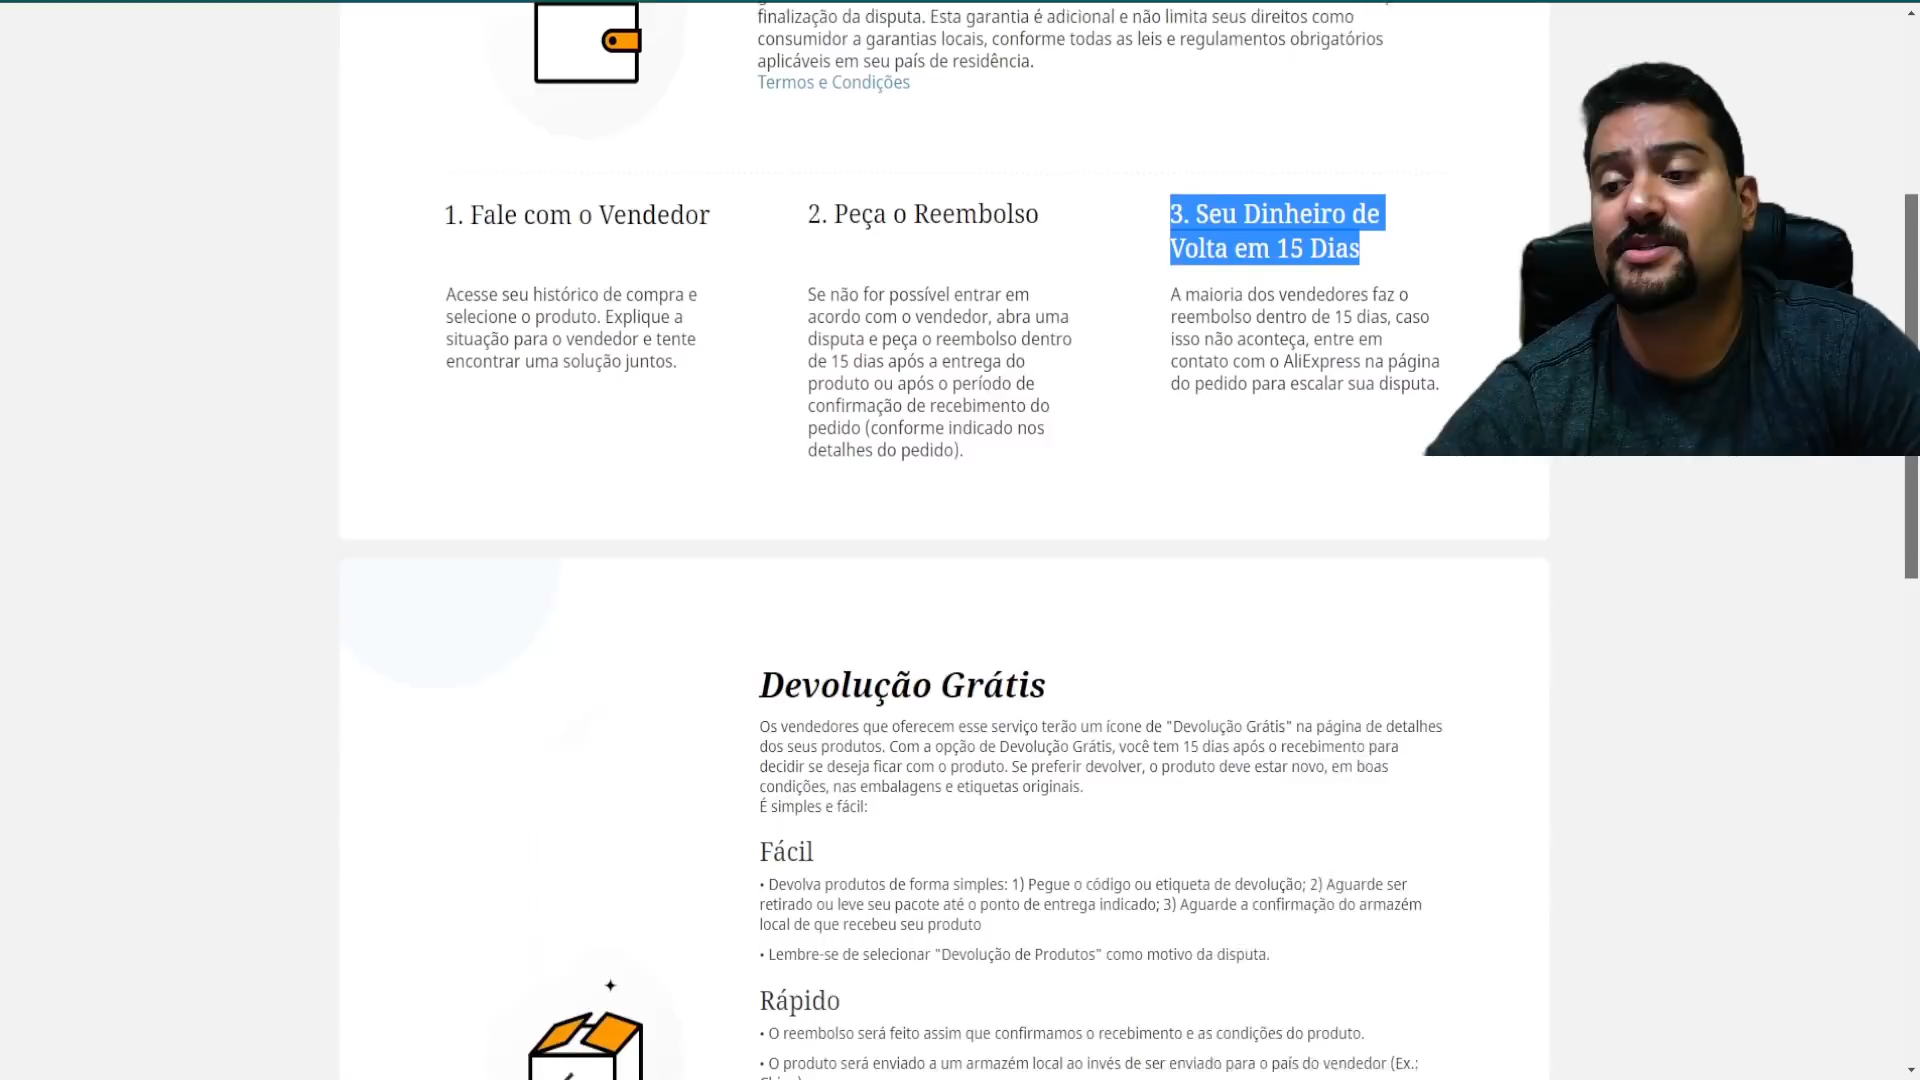 finalização da disputa. Esta garantia é adicional e não limita seus direitos como
consumidor a garantias locais, conforme todas as leis e regulamentos obrigatórios
aplicáveis em seu país de residência.
Termos e Condições
1. Fale com o Vendedor
Acesse seu histórico de compra e
selecione o produto. Explique a
situação para o vendedor e tente
encontrar uma solução juntos.
2. Peça o Reembolso
Se não for possível entrar em
acordo com o vendedor, abra uma
disputa e peça o reembolso dentro
de 15 dias após a entrega do
produto ou após o período de
confirmação de recebimento do
pedido (conforme indicado nos
detalhes do pedido).
3. Seu Dinheiro de
Volta em 15 Dias
A maioria dos vendedores faz o
reembolso dentro de 15 dias, caso
isso não aconteça, entre em
contato com o AliExpress na página
do pedido para escalar sua disputa.
Devolução Grátis
Os vendedores que oferecem esse serviço terão um ícone de "Devolução Grátis" na página de detalhes
dos seus produtos. Com a opção de Devolução Grátis, você tem 15 dias após o recebimento para
decidir se deseja ficar com o produto. Se preferir devolver, o produto deve estar novo, em boas
condições, nas embalagens e etiquetas originais.
É simples e fácil:
Fácil
• Devolva produtos de forma simples: 1) Pegue o código ou etiqueta de devolução; 2) Aguarde ser
retirado ou leve seu pacote até o ponto de entrega indicado; 3) Aguarde a confirmação do armazém
local de que recebeu seu produto
• Lembre-se de selecionar "Devolução de Produtos" como motivo da disputa.
Rápido
• O reembolso será feito assim que confirmamos o recebimento e as condições do produto.
• O produto será enviado a um armazém local ao invés de ser enviado para o país do vendedor (Ex.: